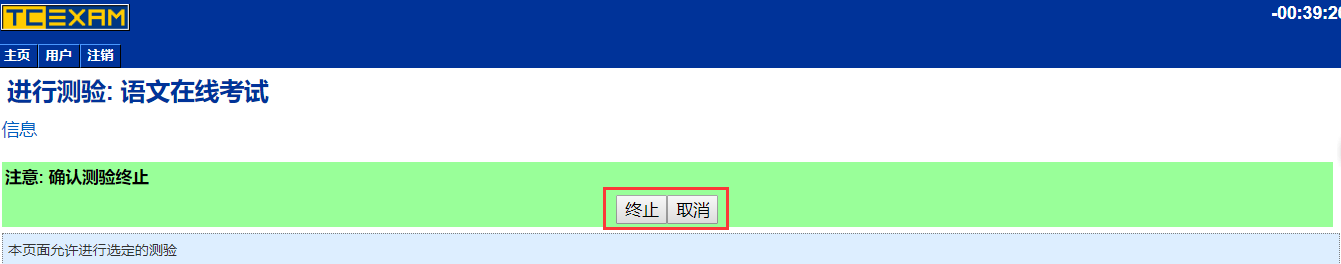 TCEXAM
-00:39:20
主页 用户 注销
进行测验: 语文在线考试
信息
注意: 确认测验终止
终止 取消
本页面允许进行选定的测验